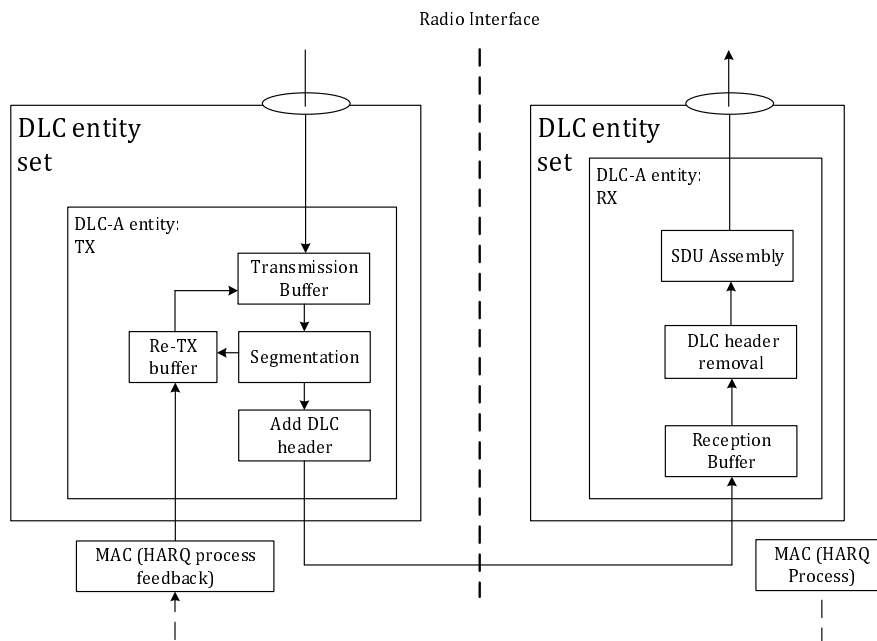 Radio Interface
DLC entity
set
DLC-A entity:
TX
Transmission
Buffer
Re-TX
buffer
Segmentation
Add DLC
header
MAC (HARQ process
feedback)
DLC entity
set
DLC-A entity:
RX
SDU Assembly
DLC header
removal
Reception
Buffer
MAC (HARQ
Process)